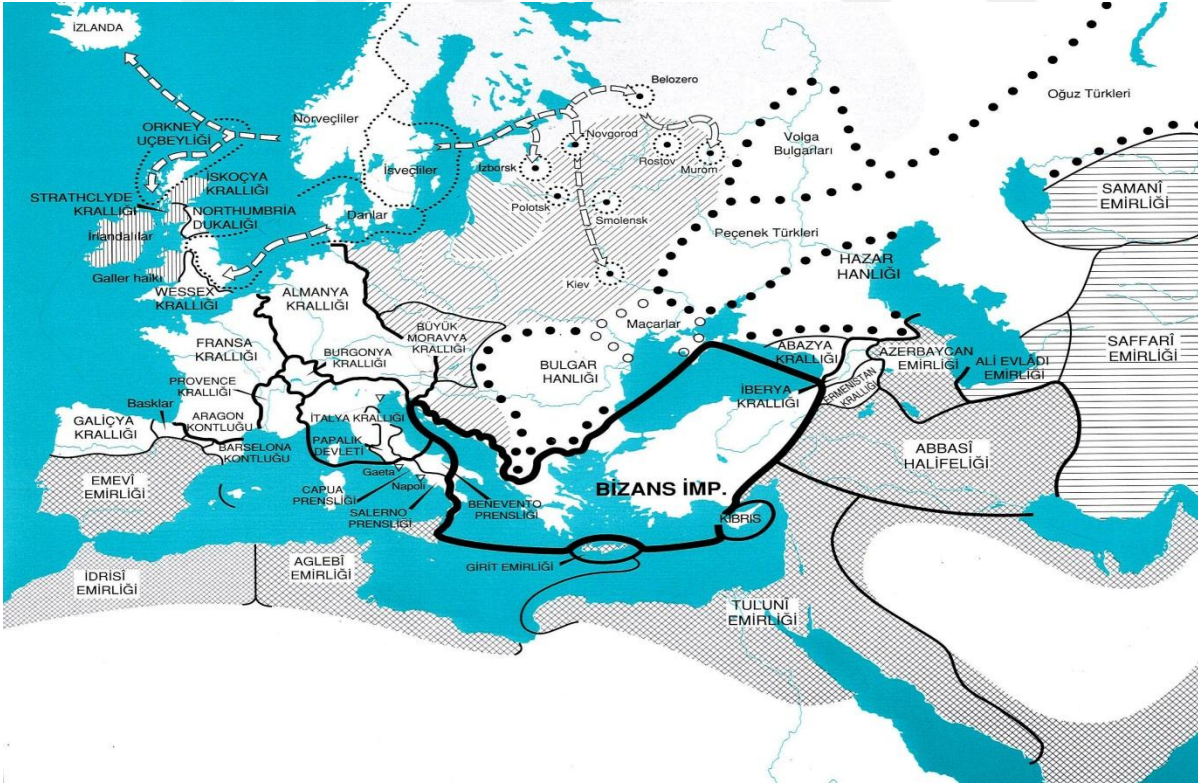 İZLANDA
Belozero
Oğuz Türkleri
Norveçliler
ORKNEY
UÇBEYLİĞİ
Novgorod
Volga
Bulgarları
İzborsk
Rostov
Murom
İsveçliler
İSKOÇYA
KRALLIĞI
STRATHCLYDE
KRALLIĞI
SAMANÎ
EMİRLİĞİ
NORTHUMBRİA
DUKALIĞI
Danlar
Polotsk
Smolensk
İrlandalılar
Peçenek Türkleri
HAZAR
HANLIĞI
Galler halkı
Kiev
WESSEX
KRALLIĞI
ALMANYA
KRALLIĞI
BÜYÜK
MORAVYA
KRALLIĞI
Macarlar
FRANSA
KRALLIĞI
BURGONYA
KRALLIĞI
ABAZYA
KRALLIĞI
AZERBAYCAN
EMİRLİĞİ
ALİ EVLÂDI
EMİRLİĞİ
SAFFARÎ
EMİRLİĞİ
BULGAR
HANLIĞI
PROVENCE
KRALLIĞI
İBERYA
KRALLIĞI
ERMENİSTAN
KRALLIĞI
Basklar
GALİÇYA
KRALLIĞI
ARAGON
KONTLUĞU
İTALYA KRALLIĞI
BARSELONA
KONTLUĞU
PAPALIK
DEVLETİ
ABBASÎ
HALİFELİĞİ
EMEVÎ
EMİRLİĞİ
Gaeta
Napoli
CAPUA
PRENSLİĞİ
SALERNO
PRENSLİĞİ
BENEVENTO
PRENSLİĞİ
BİZANS İMP.
KIBRIS
GİRİT EMİRLİĞİ
İDRİSÎ
EMİRLİĞİ
AGLEBÎ
EMİRLİĞİ
TULUNÎ
EMİRLİĞİ